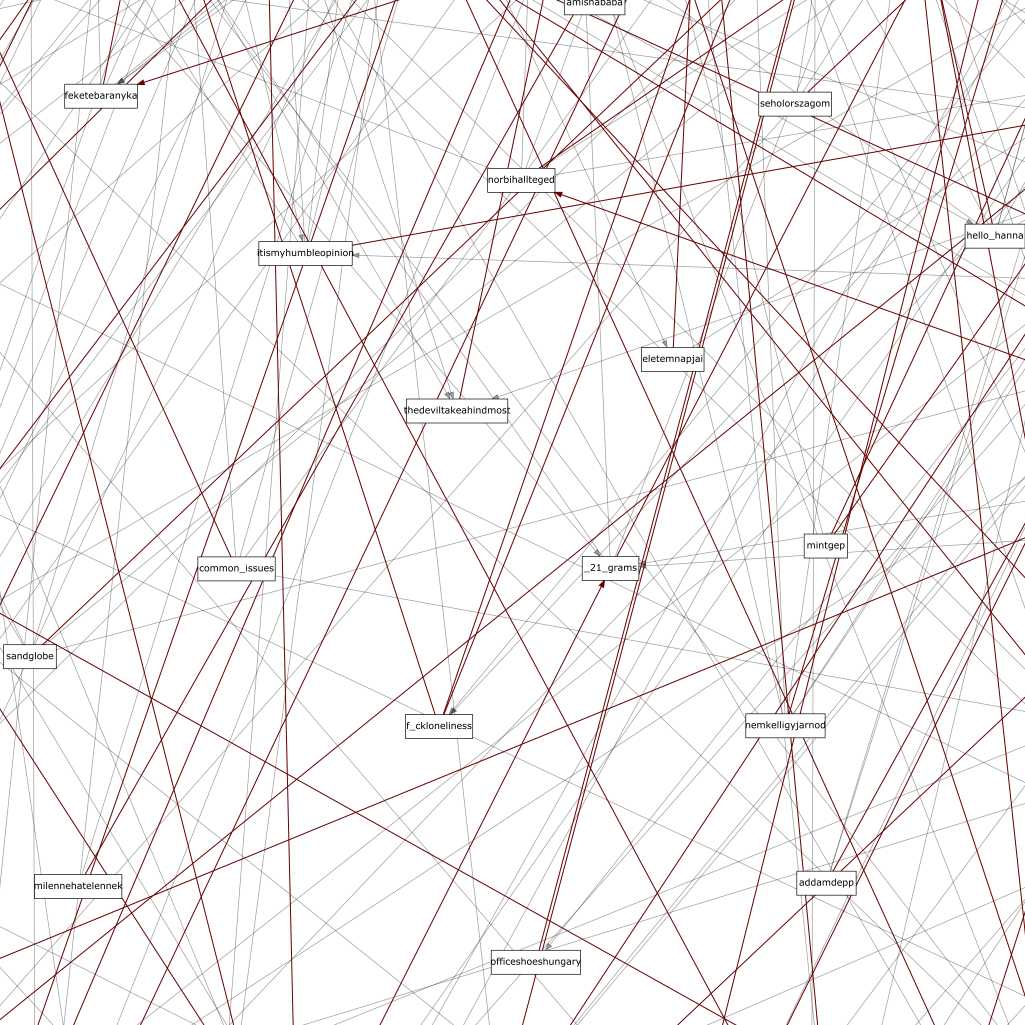 amishababa
feketebaranyka
seholorszagom
norbihallteged
hello_hanna
itismyhumbleopinion
eletemnapjai
thedeviltakeahindmost
mintgep
common_issues
_21_grams
sandglobe
f_ckloneliness
nemkelligyjarnod
milennehatelennek
addamdepp
officeshoeshungary